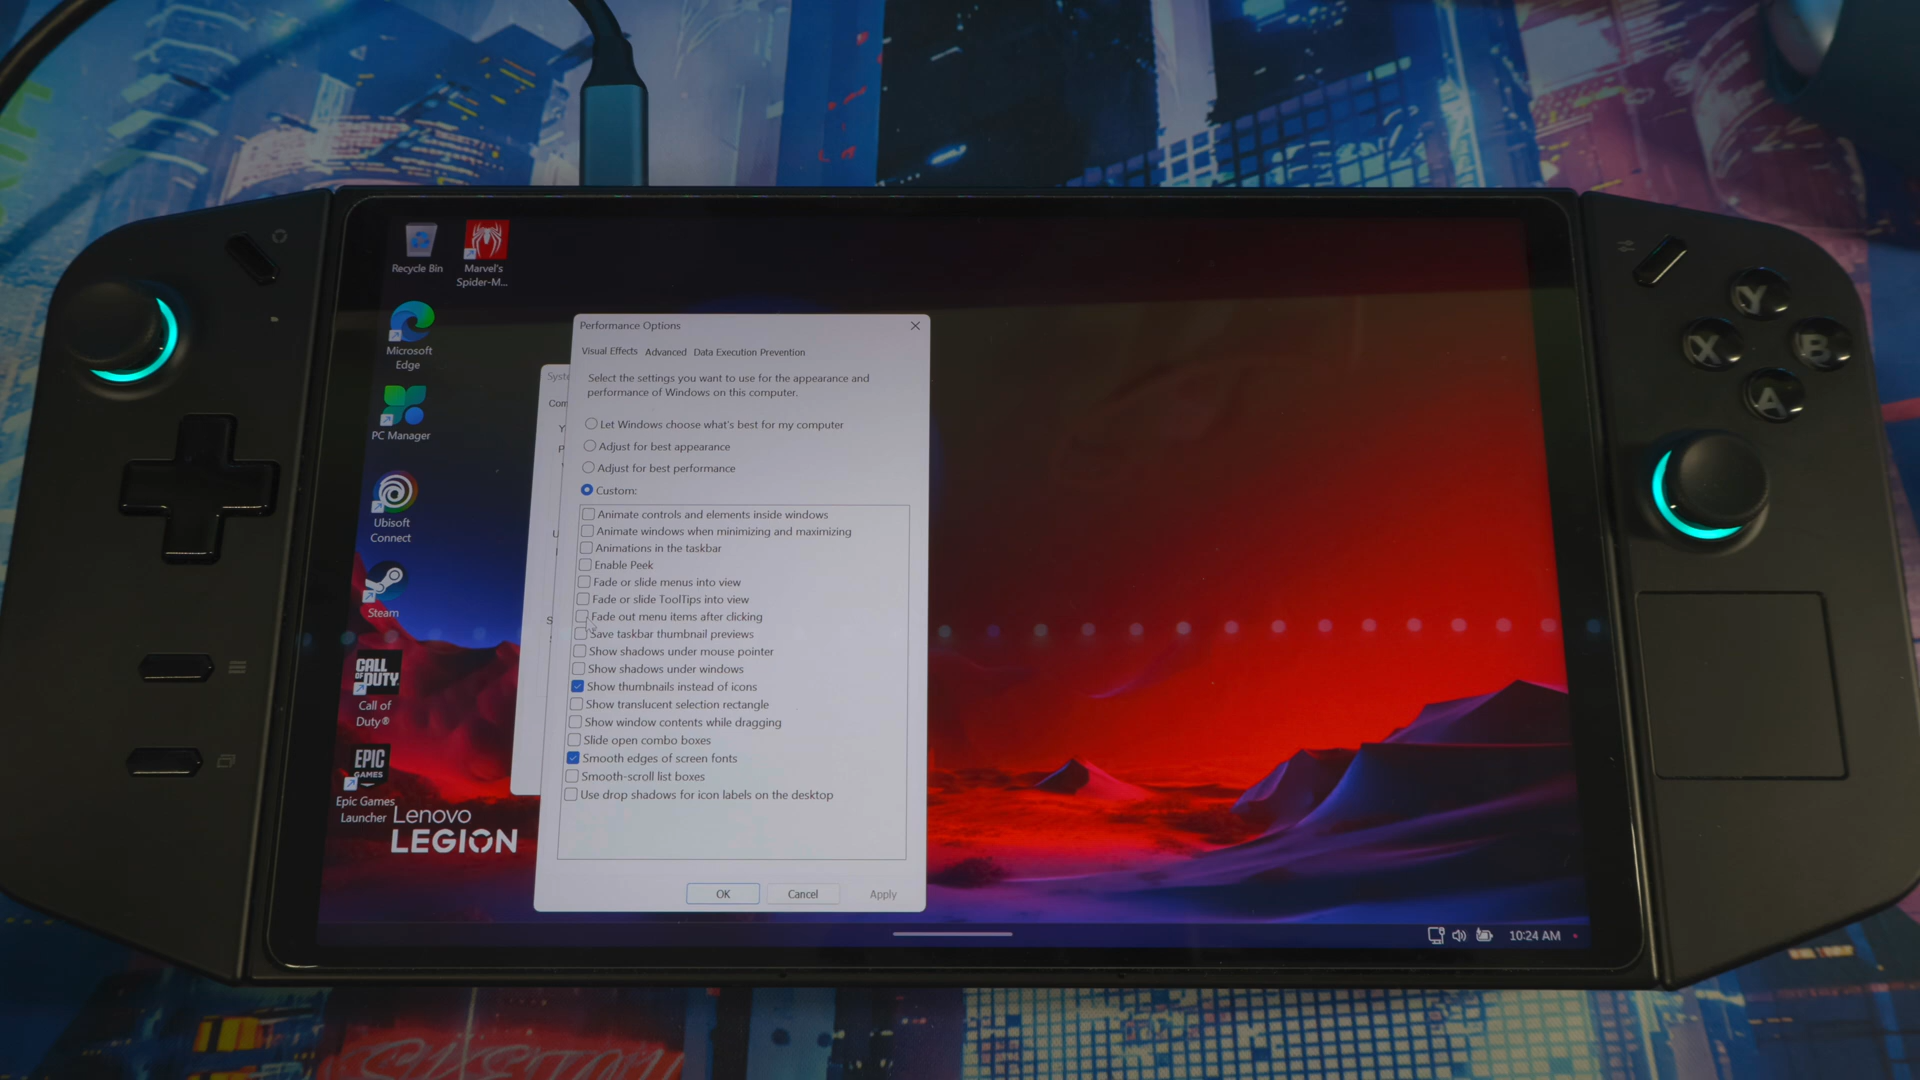 Recycle Bin
Marvel's
Spider-M...
Microsoft
Edge
PC Manager
Ubisoft
Connect
Steam
CALL
OF DUTY
Call of
Duty®
EPIC
GAMES
Epic Games
Launcher
Lenovo
LEGION
Performance Options
Visual Effects Advanced Data Execution Prevention
Select the settings you want to use for the appearance and
performance of Windows on this computer.
Let Windows choose what's best for my computer
Adjust for best appearance
Adjust for best performance
Custom:
Animate controls and elements inside windows
Animate windows when minimizing and maximizing
Animations in the taskbar
Enable Peek
Fade or slide menus into view
Fade or slide ToolTips into view
Fade out menu items after clicking
Save taskbar thumbnail previews
Show shadows under mouse pointer
Show shadows under windows
Show thumbnails instead of icons
Show translucent selection rectangle
Show window contents while dragging
Slide open combo boxes
Smooth edges of screen fonts
Smooth-scroll list boxes
Use drop shadows for icon labels on the desktop
OK Cancel Apply
Syst
Com
10:24 AM
Y
X
B
A